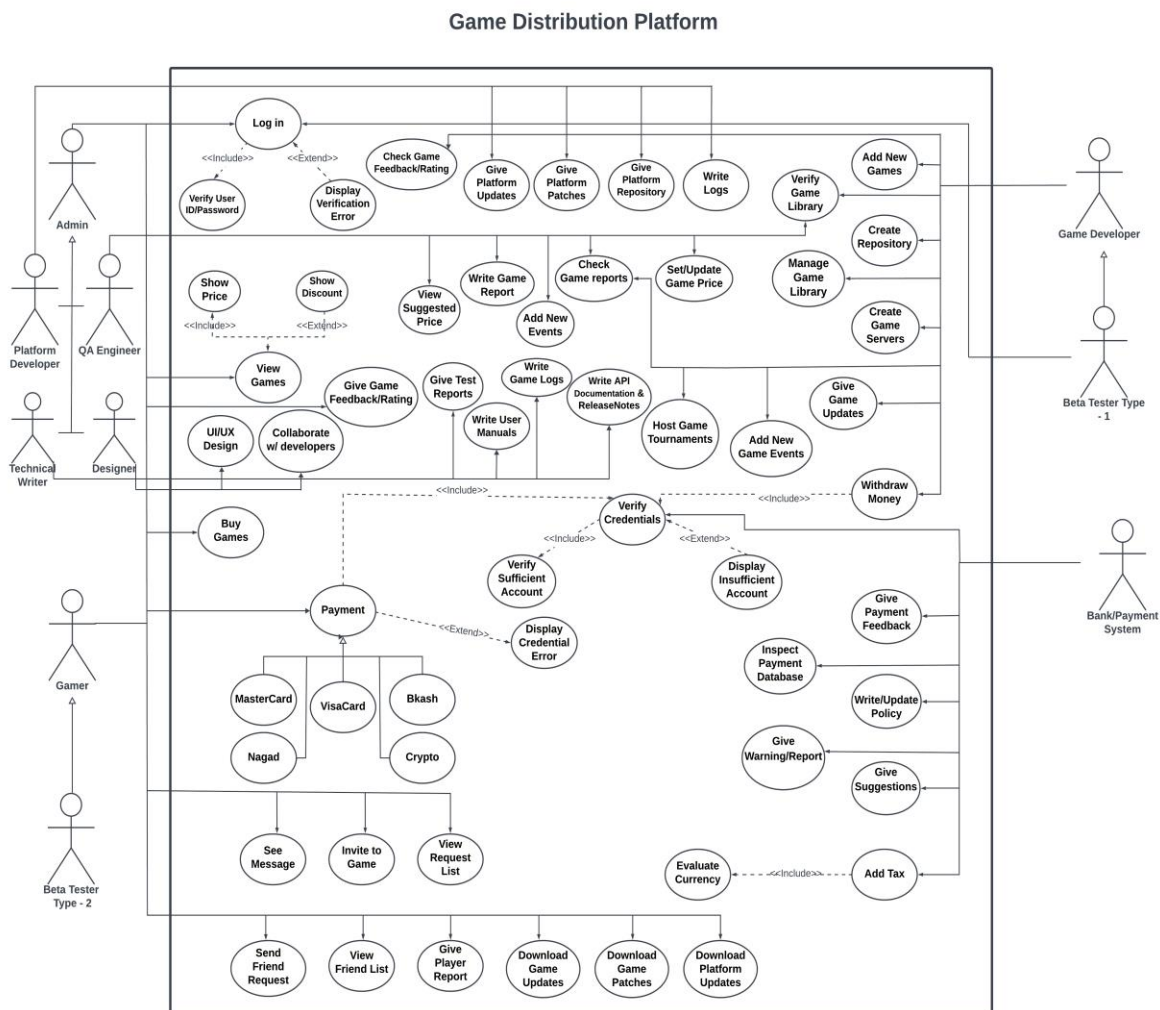 Game Distribution Platform
Log in
<<Include>>
<<Extend>>
Verify User
ID/Password
Display
Verification
Error
Check Game
Feedback/Rating
Give
Platform
Updates
Give
Platform
Patches
Give
Platform
Repository
Write
Logs
Verify
Game
Library
Add New
Games
Create
Repository
Manage
Game
Library
Create
Game
Servers
Admin
Platform
Developer
QA Engineer
Technical
Writer
Designer
Game Developer
Beta Tester Type
- 1
Show
Price
Show
Discount
<<Include>>
<<Extend>>
View
Games
View
Suggested
Price
Write Game
Report
Add New
Events
Check
Game reports
Set/Update
Game Price
Give Game
Feedback/Rating
UI/UX
Design
Collaborate
w/ developers
Give Test
Reports
Write User
Manuals
Write
Game Logs
Write API
Documentation &
ReleaseNotes
Host Game
Tournaments
Add New
Game Events
Give
Game
Updates
Withdraw
Money
<<Include>>
<<Include>>
Verify
Credentials
<<Include>>
<<Extend>>
Verify
Sufficient
Account
Display
Insufficient
Account
Buy
Games
Payment
<<Extend>>
Display
Credential
Error
MasterCard
VisaCard
Bkash
Nagad
Crypto
Gamer
Beta Tester
Type - 2
Bank/Payment
System
Give
Payment
Feedback
Inspect
Payment
Database
Write/Update
Policy
Give
Warning/Report
Give
Suggestions
Evaluate
Currency
<<Include>>
Add Tax
See
Message
Invite to
Game
View
Request
List
Send
Friend
Request
View
Friend List
Give
Player
Report
Download
Game
Updates
Download
Game
Patches
Download
Platform
Updates